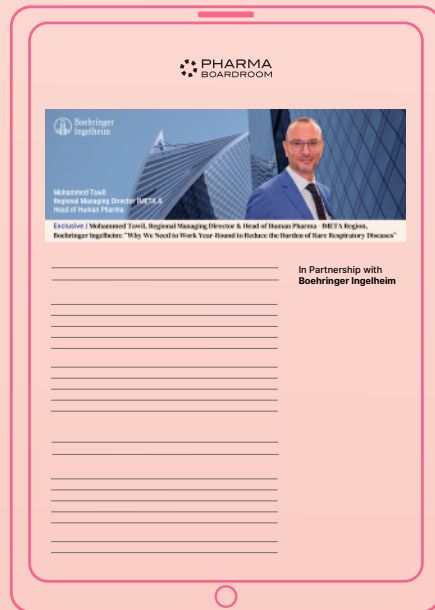 PHARMA
BOARDROOM
Boehringer
Ingelheim
Mohammed Tawil
Regional Managing Director IMETA &
Head of Human Pharma
Exclusive / Mohammed Tawil, Regional Managing Director & Head of Human Pharma - IMETA Region,
Boehringer Ingelheim: "Why We Need to Work Year-Round to Reduce the Burden of Rare Respiratory Diseases"
In Partnership with
Boehringer Ingelheim